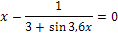 x − 1 / (3 + sin 3,6x) = 0